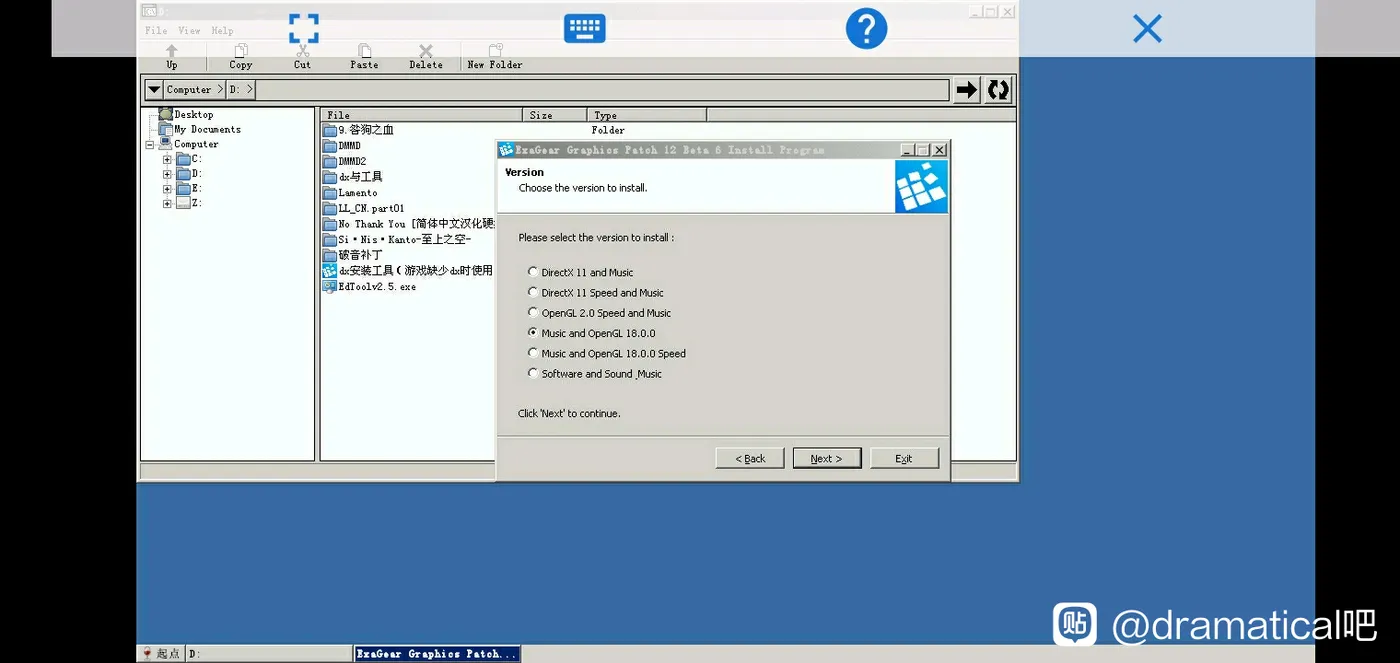 D:
File View Help
Up Copy Cut Paste Delete New Folder
Computer > D: >
Desktop
My Documents
Computer
C:
D:
E:
Z:
File Size Type
9.咎狗之血 Folder
DMMD
DMMD2
dx与工具
Lamento
LL_CN.part01
No Thank You [简体中文汉化硬
Si·Nis·Kanto-至上之空-
破音补丁
dx安装工具(游戏缺少dx时使用
EdToolv2.5.exe
ExaGear Graphics Patch 12 Beta 6 Install Program
Version
Choose the version to install.
Please select the version to install :
DirectX 11 and Music
DirectX 11 Speed and Music
OpenGL 2.0 Speed and Music
Music and OpenGL 18.0.0
Music and OpenGL 18.0.0 Speed
Software and Sound ,Music
Click 'Next' to continue.
< Back Next > Exit
贴 @dramatical吧
起点 D: ExaGear Graphics Patch...